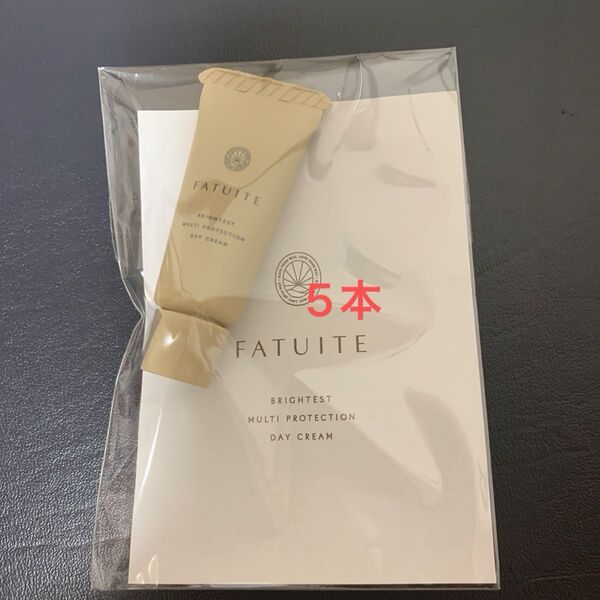 FATUITE
BRIGHTEST
MULTI PROTECTION
DAY CREAM
5本
FATUITE
BRIGHTEST
MULTI PROTECTION
DAY CREAM